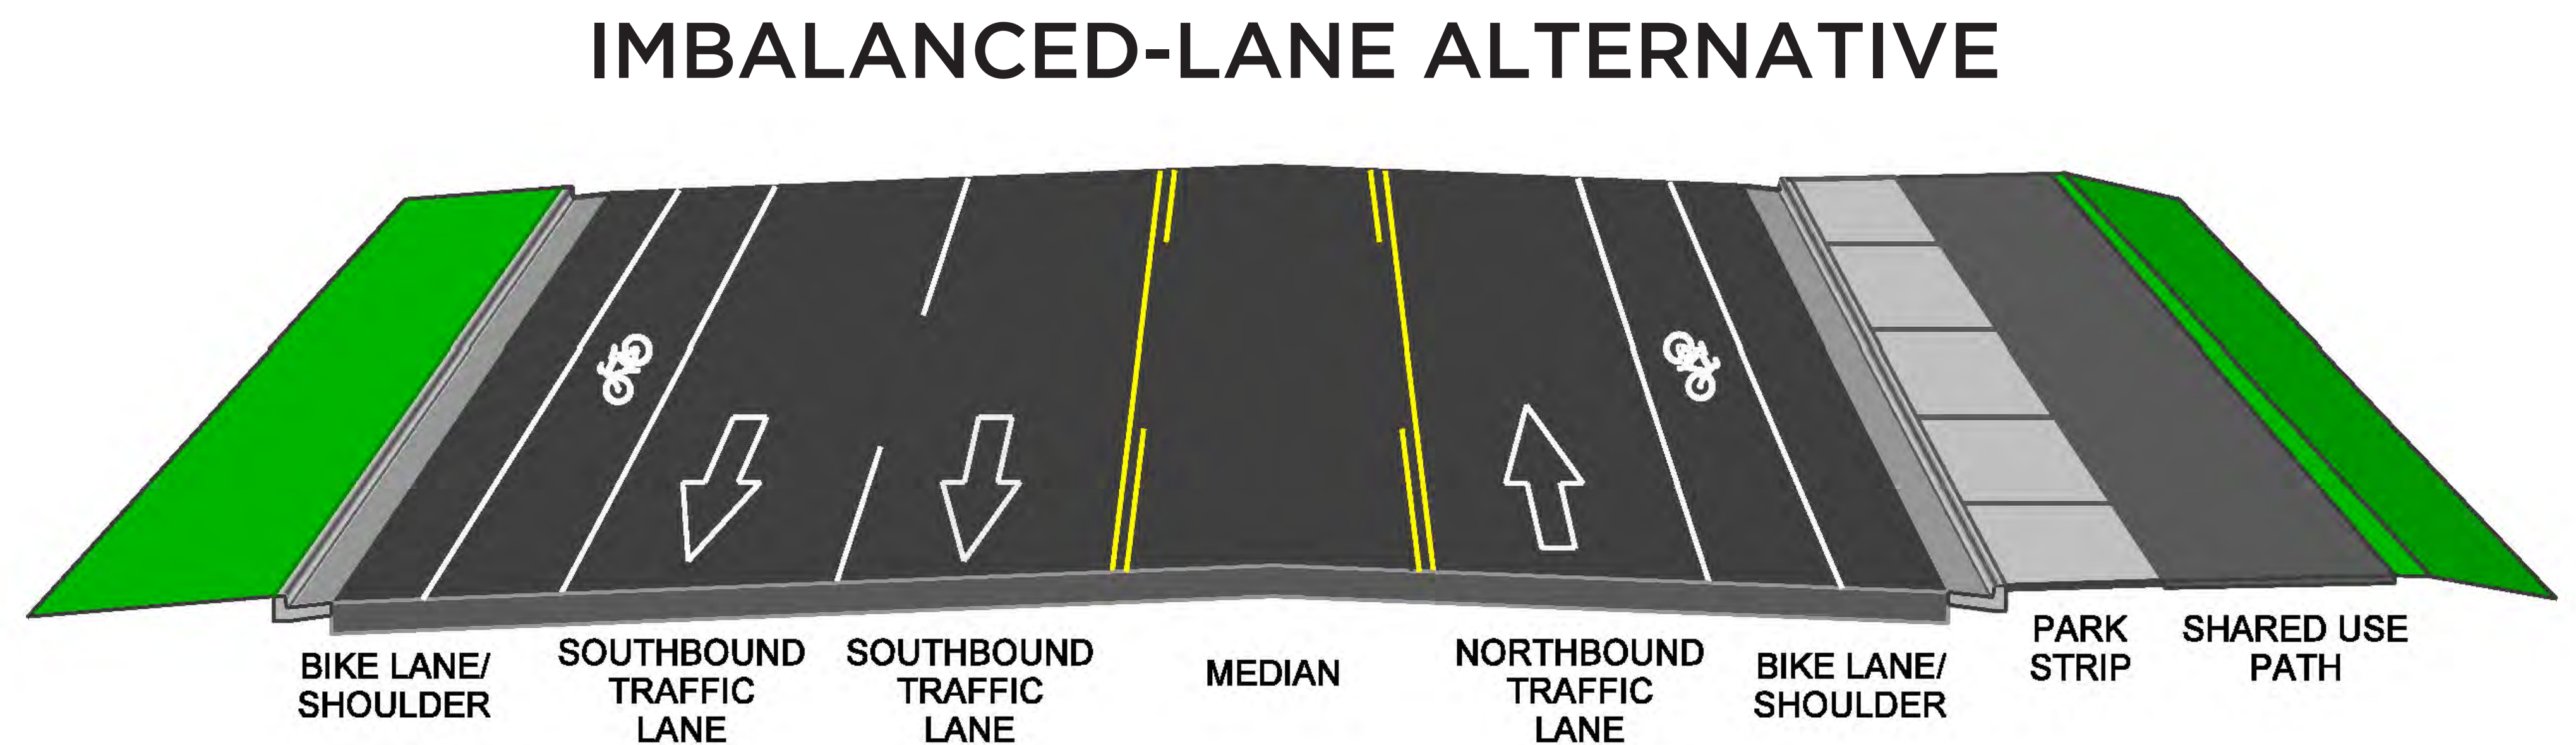 IMBALANCED-LANE ALTERNATIVE
BIKE LANE/
SHOULDER
SOUTHBOUND
TRAFFIC
LANE
SOUTHBOUND
TRAFFIC
LANE
MEDIAN
NORTHBOUND
TRAFFIC
LANE
BIKE LANE/
SHOULDER
PARK
STRIP
SHARED USE
PATH